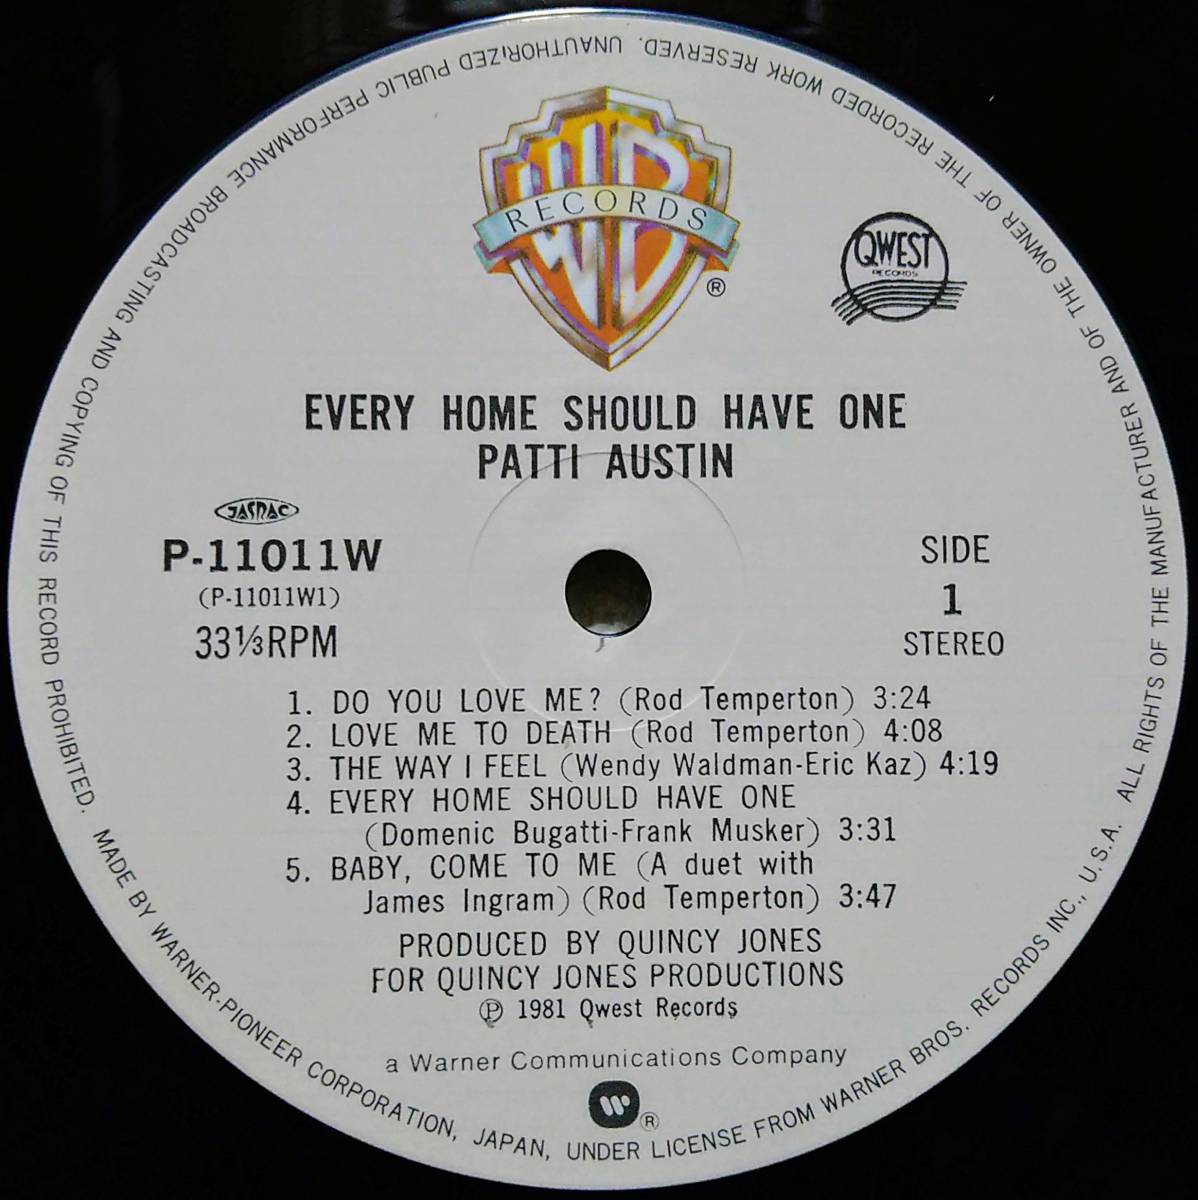 WB
RECORDS
®
QWEST
RECORDS
EVERY HOME SHOULD HAVE ONE
PATTI AUSTIN
JASRAC
P-11011W
(P-11011W1)
33⅓RPM
SIDE
1
STEREO
1. DO YOU LOVE ME? (Rod Temperton) 3:24
2. LOVE ME TO DEATH (Rod Temperton) 4:08
3. THE WAY I FEEL (Wendy Waldman-Eric Kaz) 4:19
4. EVERY HOME SHOULD HAVE ONE
(Domenic Bugatti-Frank Musker) 3:31
5. BABY, COME TO ME (A duet with
James Ingram) (Rod Temperton) 3:47
PRODUCED BY QUINCY JONES
FOR QUINCY JONES PRODUCTIONS
Ⓟ 1981 Qwest Records
a Warner Communications Company
®
MADE BY WARNER-PIONEER CORPORATION, JAPAN, UNDER LICENSE FROM WARNER BROS. RECORDS INC., U.S.A. ALL RIGHTS OF THE MANUFACTURER AND OF THE OWNER OF THE RECORDED WORK RESERVED. UNAUTHORIZED PUBLIC PERFORMANCE BROADCASTING AND COPYING OF THIS RECORD PROHIBITED.